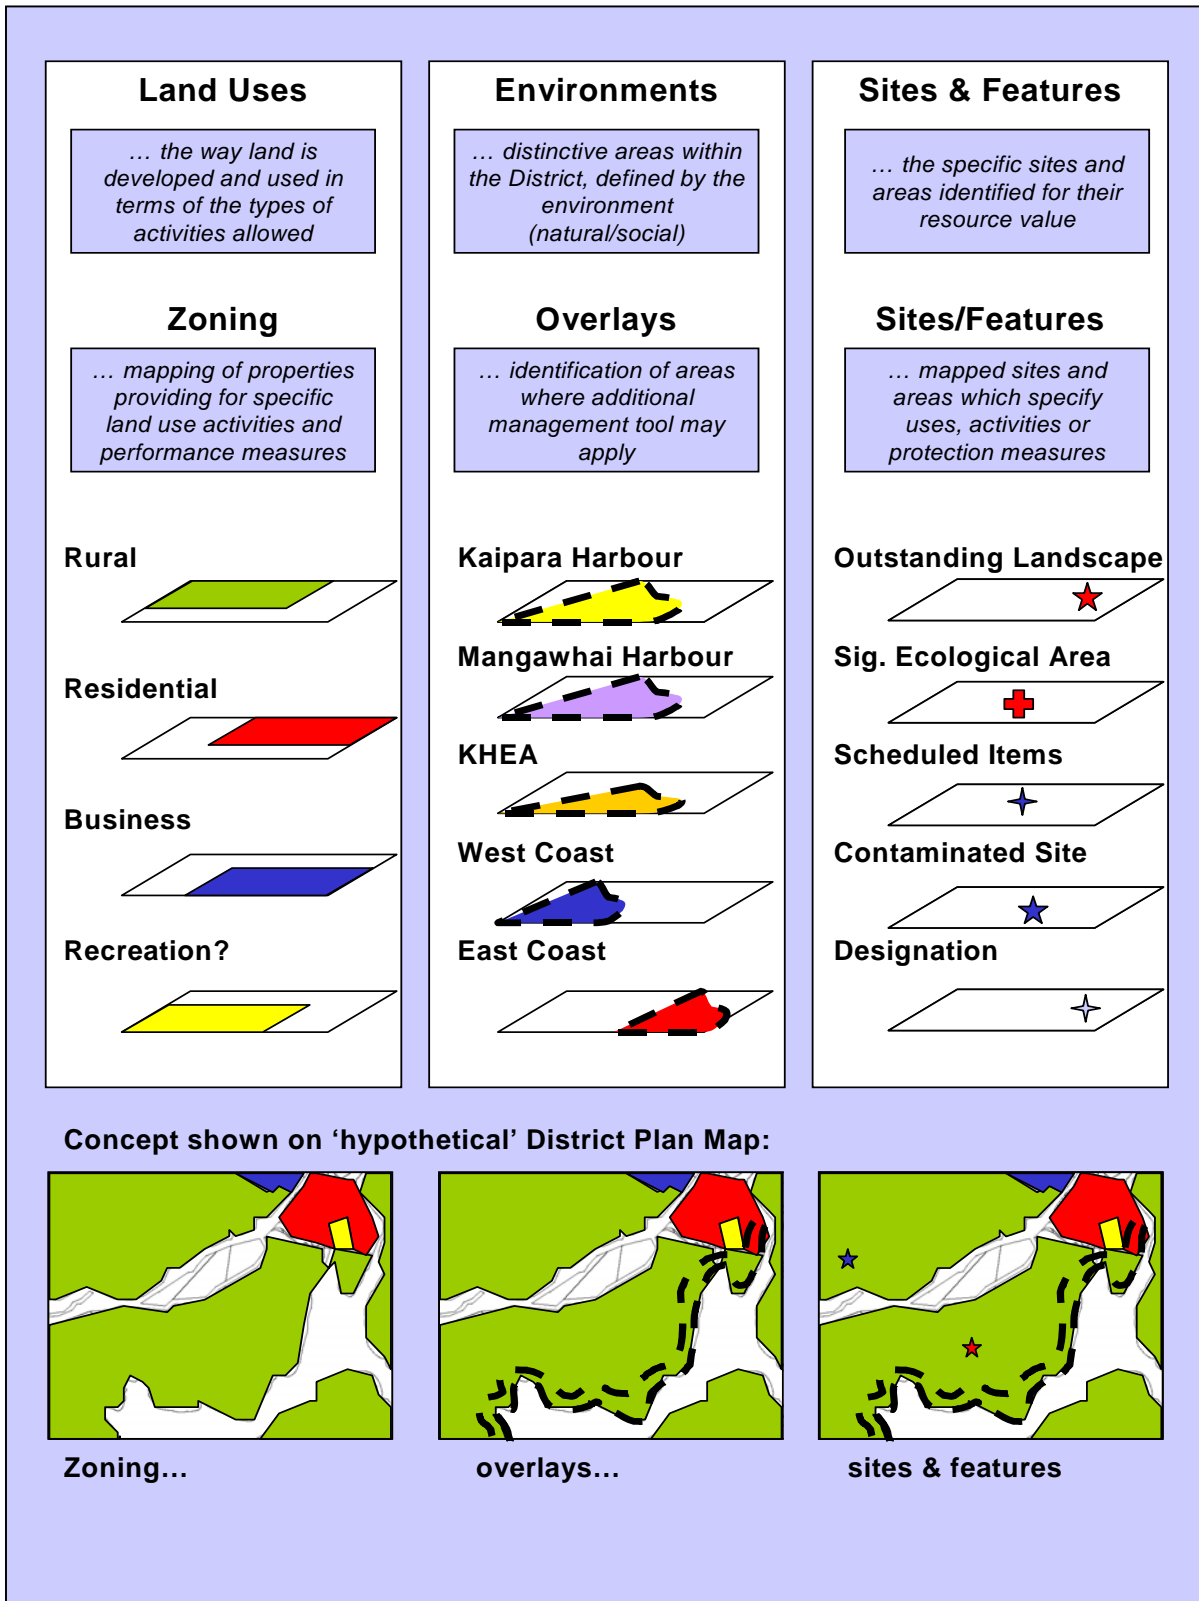 Land Uses
… the way land is
developed and used in
terms of the types of
activities allowed
Zoning
… mapping of properties
providing for specific
land use activities and
performance measures
Rural
Residential
Business
Recreation?
Environments
… distinctive areas within
the District, defined by the
environment
(natural/social)
Overlays
… identification of areas
where additional
management tool may
apply
Kaipara Harbour
Mangawhai Harbour
KHEA
West Coast
East Coast
Sites & Features
… the specific sites and
areas identified for their
resource value
Sites/Features
… mapped sites and
areas which specify
uses, activities or
protection measures
Outstanding Landscape
Sig. Ecological Area
Scheduled Items
Contaminated Site
Designation
Concept shown on ‘hypothetical’ District Plan Map:
Zoning…
overlays…
sites & features